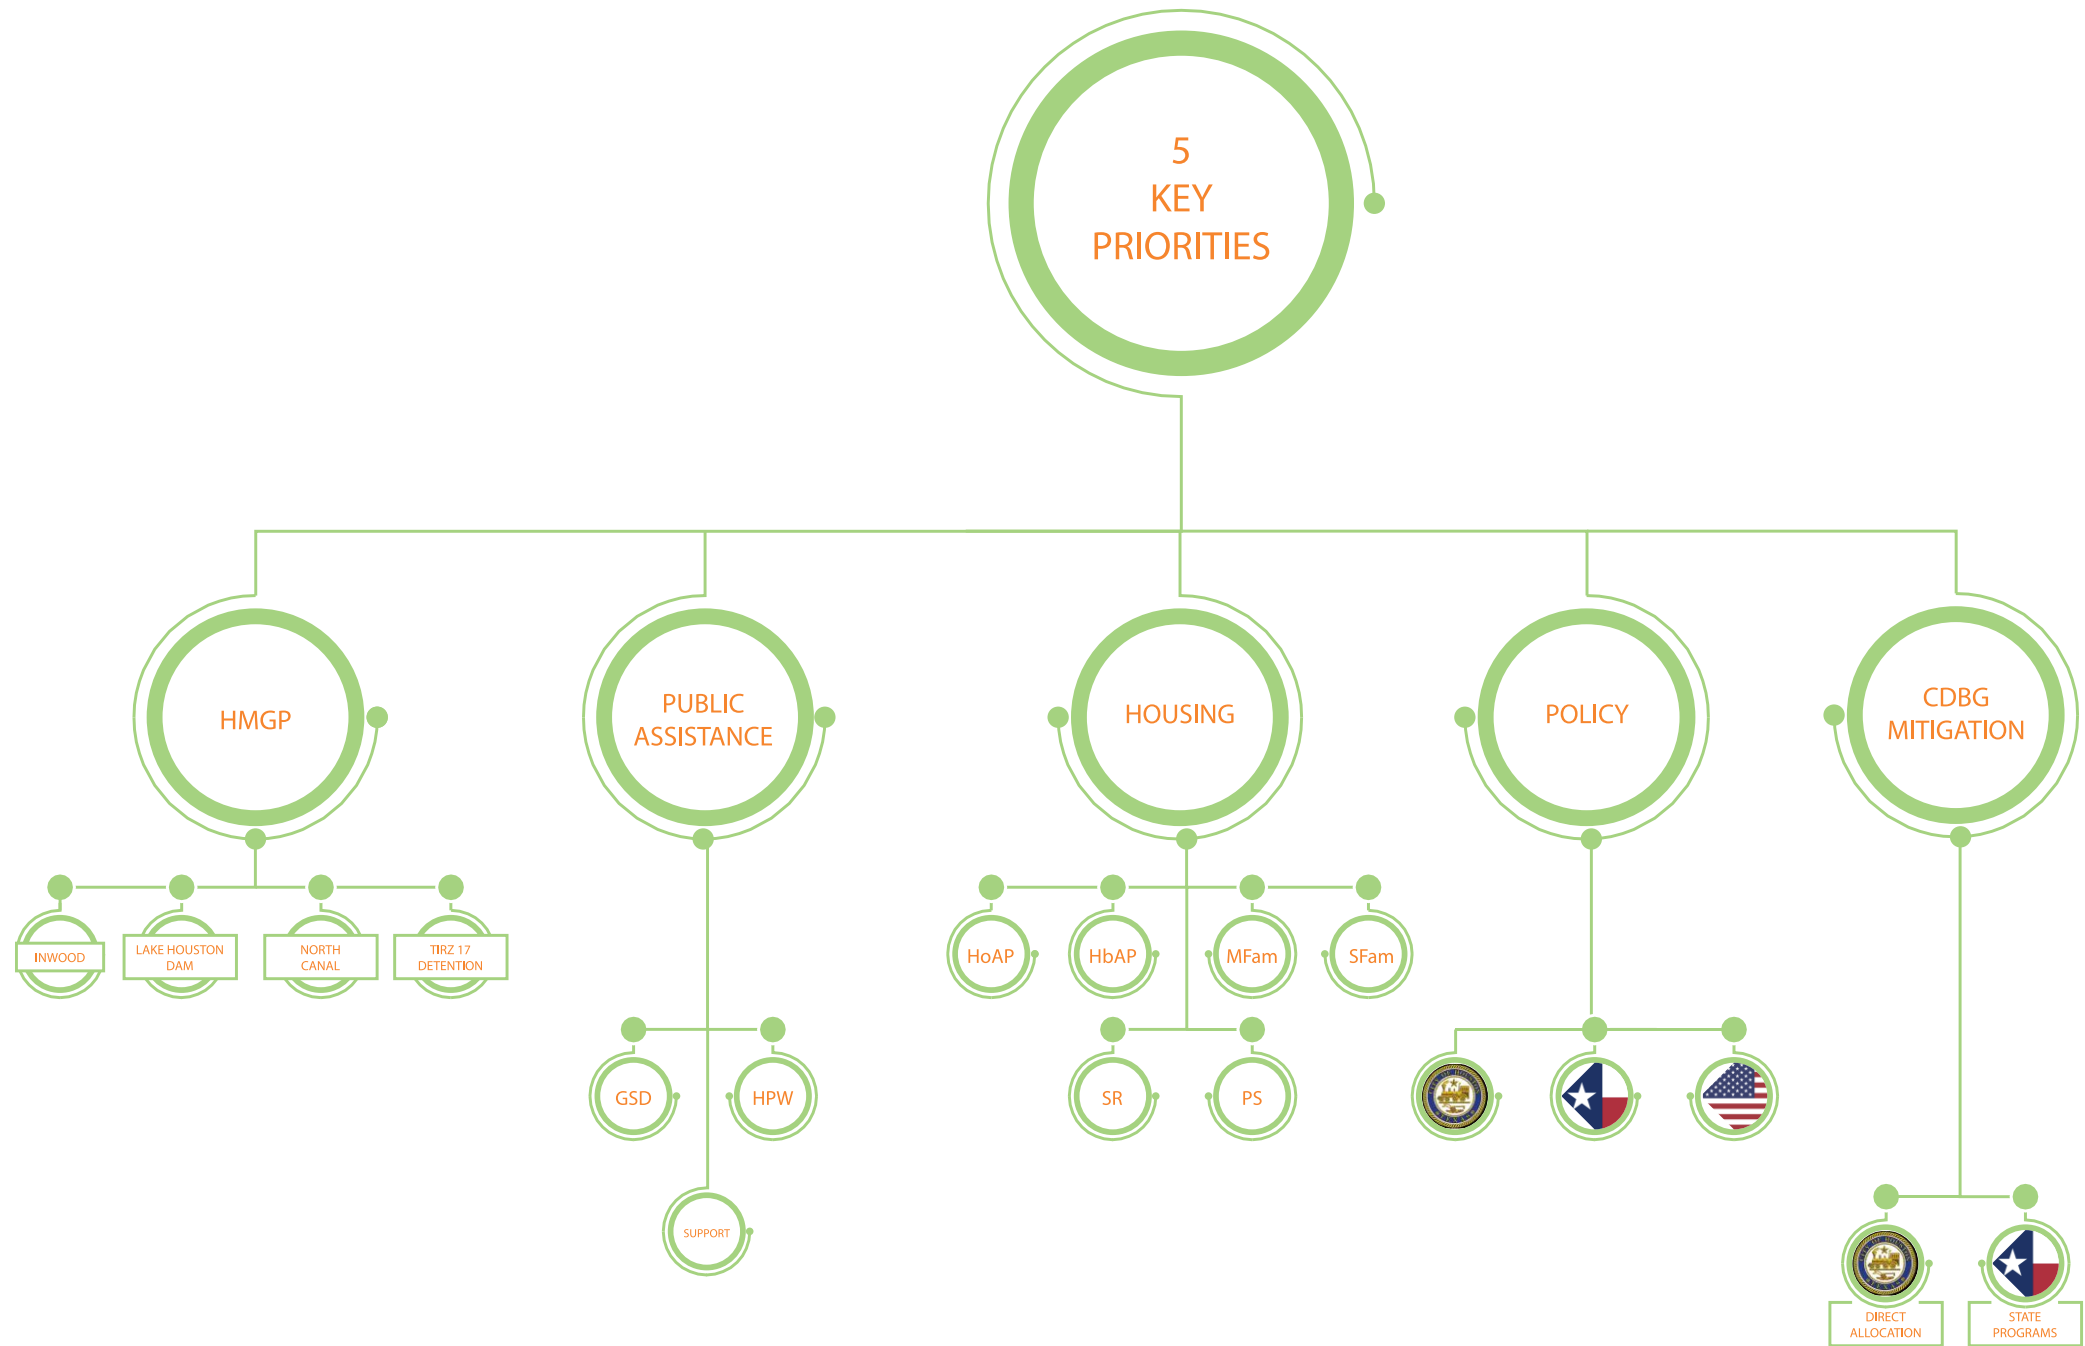 5
KEY
PRIORITIES
HMGP
PUBLIC
ASSISTANCE
HOUSING
POLICY
CDBG
MITIGATION
INWOOD
LAKE HOUSTON
DAM
NORTH
CANAL
TIRZ 17
DETENTION
HoAP
HbAP
MFam
SFam
GSD
HPW
SR
PS
SUPPORT
DIRECT
ALLOCATION
STATE
PROGRAMS